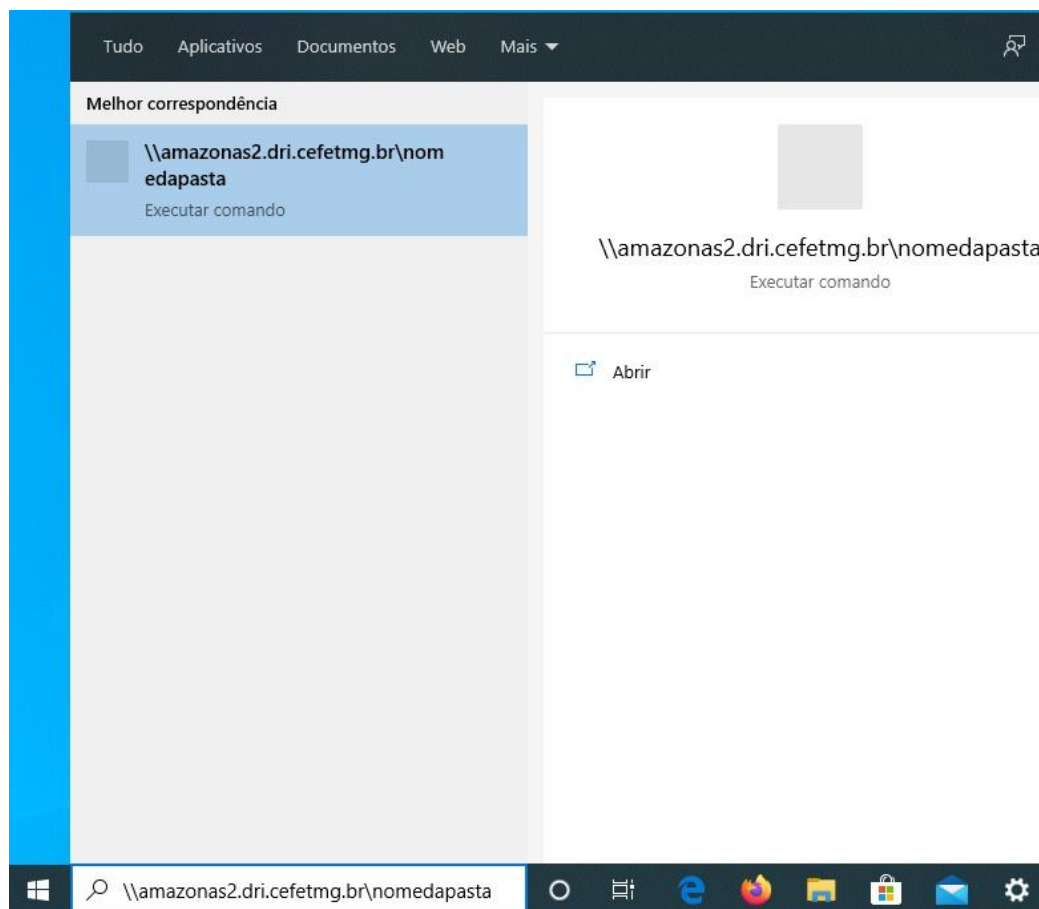 Tudo Aplicativos Documentos Web Mais
Melhor correspondência
\\amazonas2.dri.cefetmg.br\nom
edapasta
Executar comando
\\amazonas2.dri.cefetmg.br\nomedapasta
Executar comando
Abrir
\\amazonas2.dri.cefetmg.br\nomedapasta